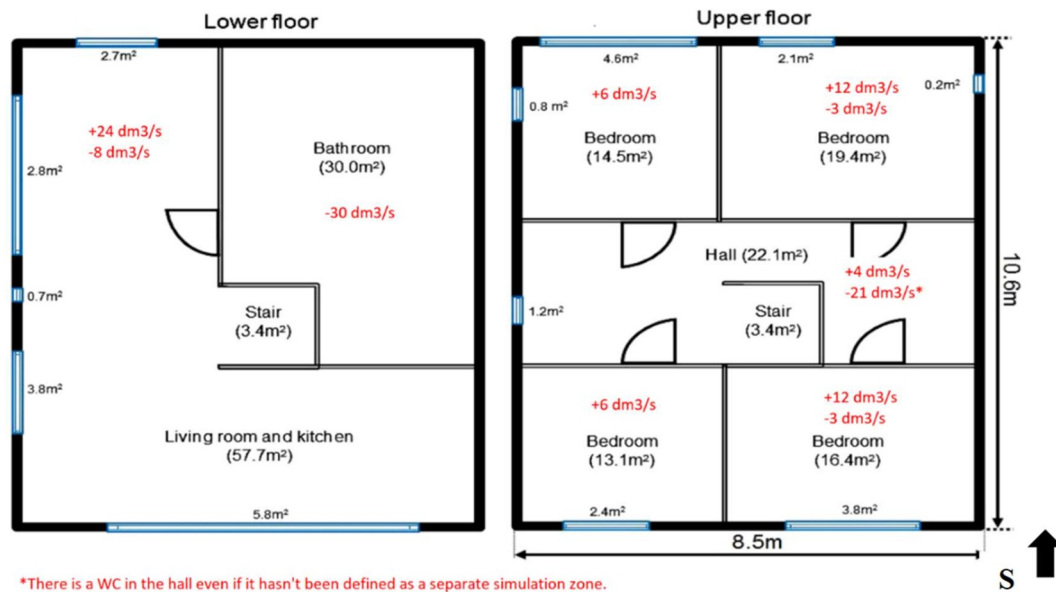 Lower floor
2.7m²
+24 dm3/s
-8 dm3/s
2.8m²
Bathroom
(30.0m²)
-30 dm3/s
0.7m²
Stair
(3.4m²)
3.8m²
Living room and kitchen
(57.7m²)
5.8m²
Upper floor
4.6m²
2.1m²
0.8 m²
+6 dm3/s
Bedroom
(14.5m²)
+12 dm3/s
-3 dm3/s
0.2m²
Bedroom
(19.4m²)
Hall (22.1m²)
+4 dm3/s
-21 dm3/s*
1.2m²
Stair
(3.4m²)
+6 dm3/s
Bedroom
(13.1m²)
+12 dm3/s
-3 dm3/s
Bedroom
(16.4m²)
2.4m²
3.8m²
10.6m
8.5m
S
*There is a WC in the hall even if it hasn't been defined as a separate simulation zone.